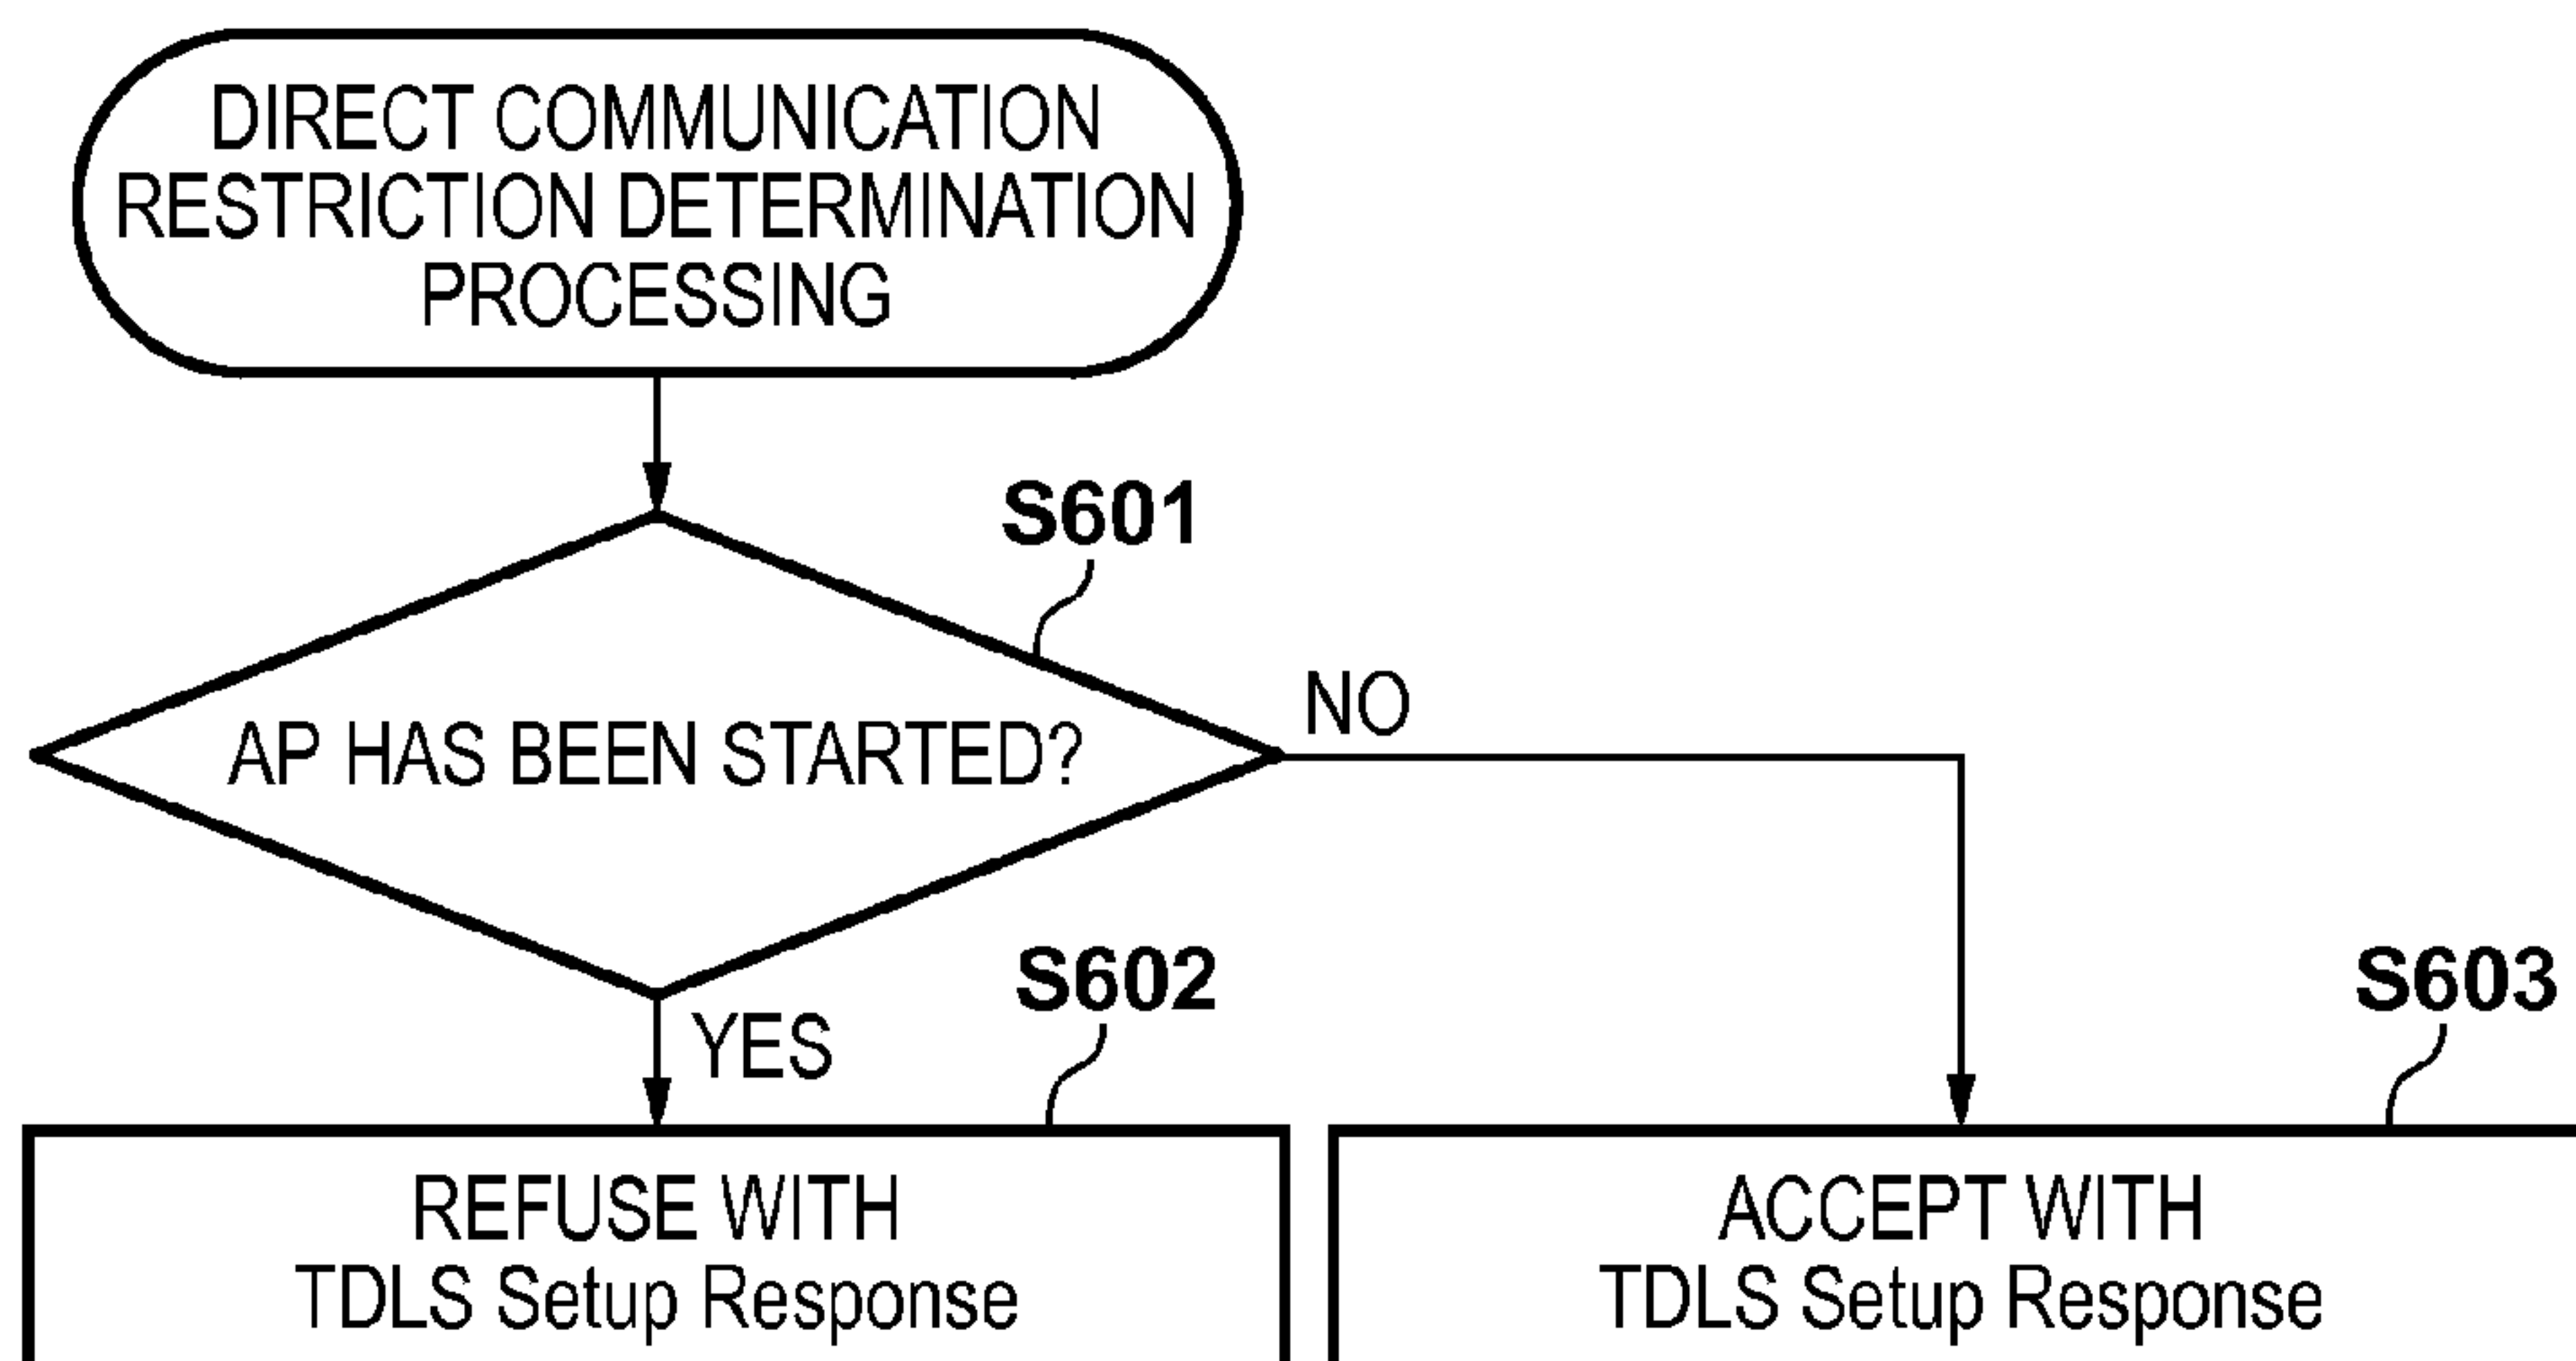 DIRECT COMMUNICATION
RESTRICTION DETERMINATION
PROCESSING
S601
AP HAS BEEN STARTED?
NO
YES
S602
S603
REFUSE WITH
TDLS Setup Response
ACCEPT WITH
TDLS Setup Response